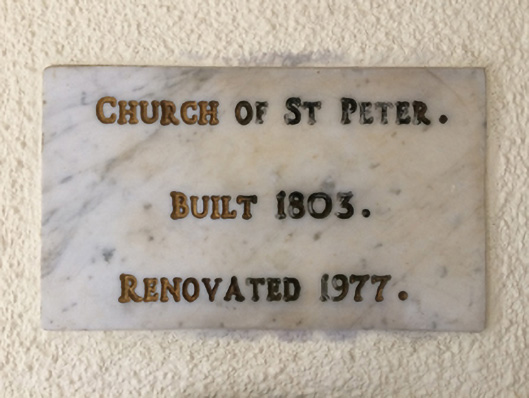 CHURCH OF ST PETER.
BUILT 1803.
RENOVATED 1977.